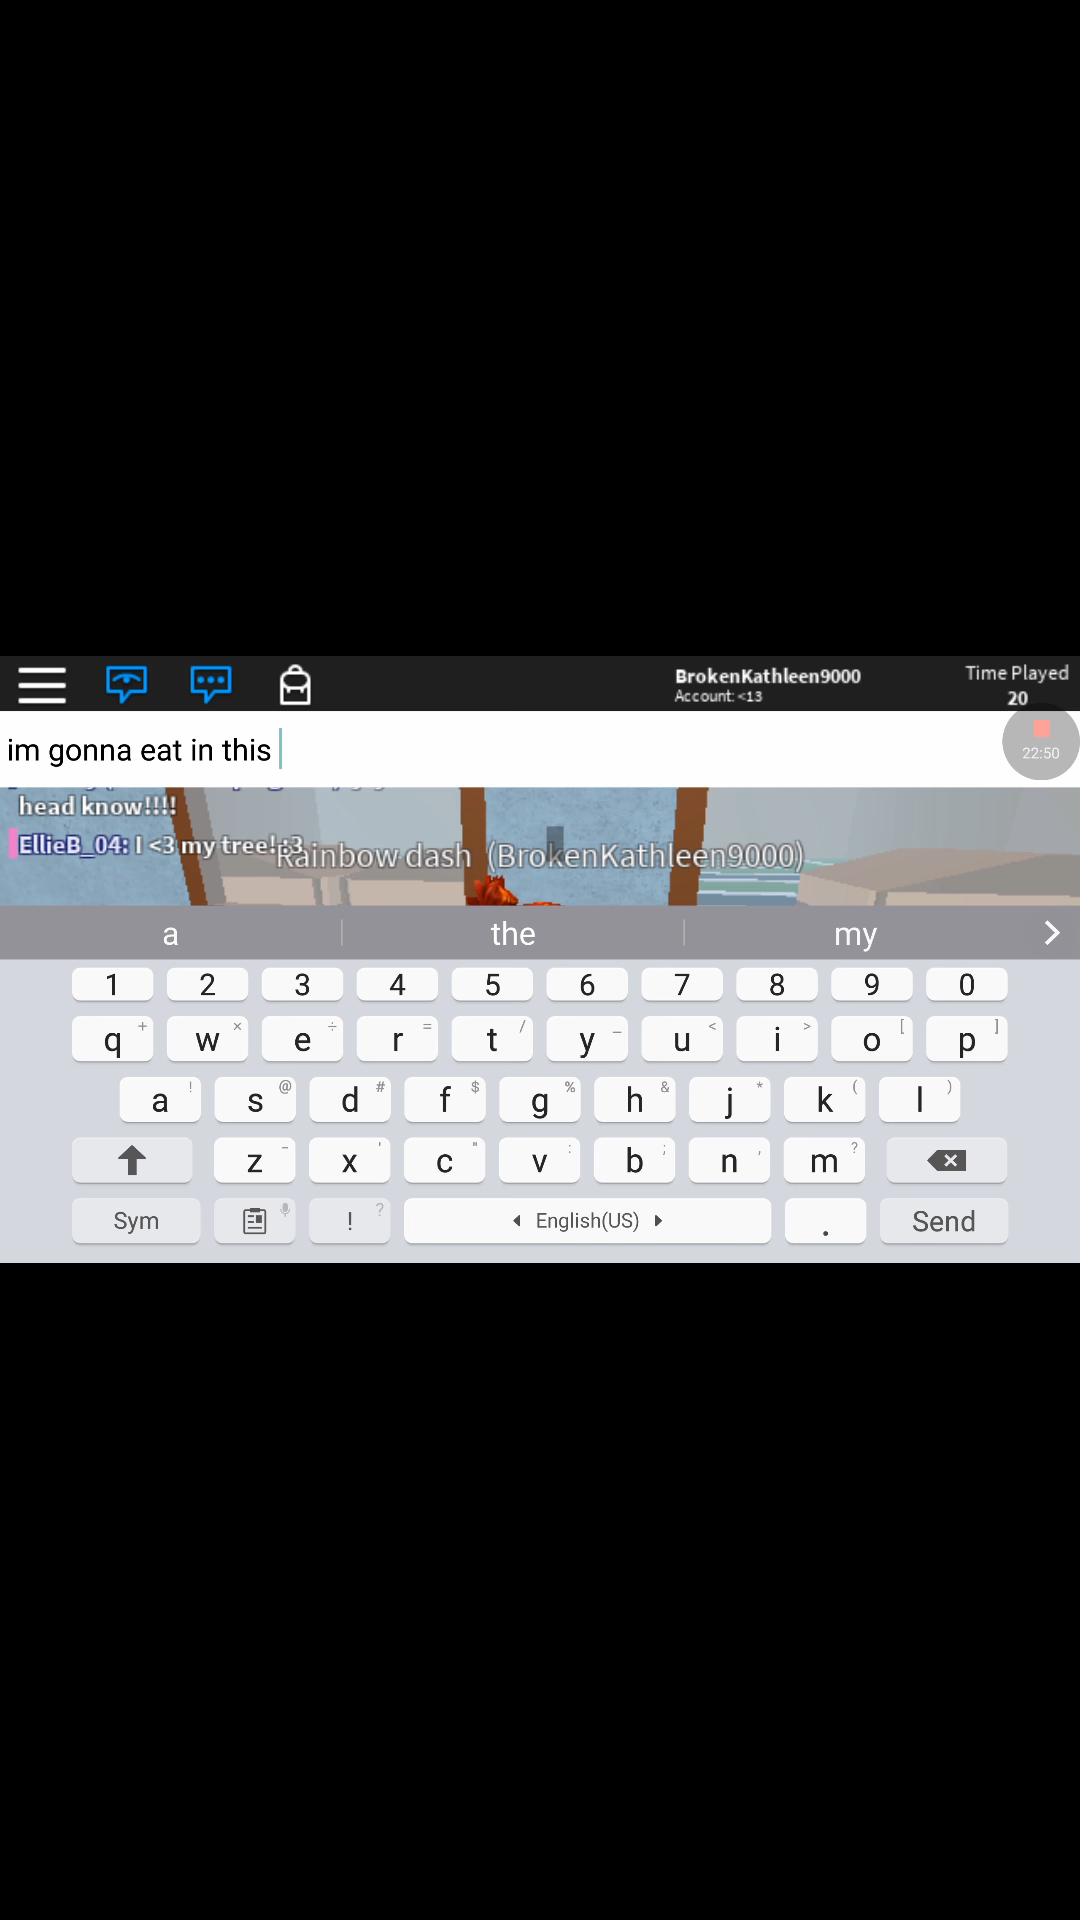 BrokenKathleen9000
Account: <13
Time Played
20
im gonna eat in this
22:50
head know!!!!
EllieB_04: I <3 my tree! :3
Rainbow dash (BrokenKathleen9000)
a the my
1 2 3 4 5 6 7 8 9 0
q + w × e ÷ r = t / y _ u < i > o [ p ]
a ! s @ d # f $ g % h & j * k ( l )
z - x ' c " v : b ; n , m ?
Sym ! ? English(US) . Send